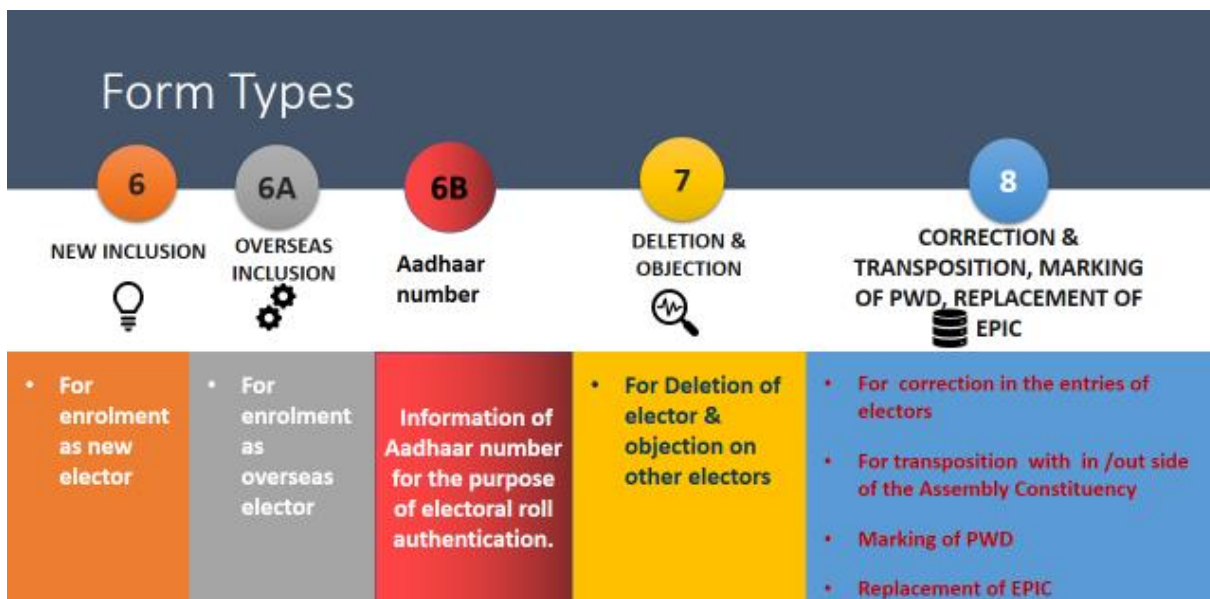 Form Types
6
NEW INCLUSION
• For
enrolment
as new
elector
6A
OVERSEAS
INCLUSION
• For
enrolment
as
overseas
elector
6B
Aadhaar
number
Information of
Aadhaar number
for the purpose
of electoral roll
authentication.
7
DELETION &
OBJECTION
• For Deletion of
elector &
objection on
other electors
8
CORRECTION &
TRANSPOSITION, MARKING
OF PWD, REPLACEMENT OF
EPIC
• For correction in the entries of
electors
• For transposition with in /out side
of the Assembly Constituency
• Marking of PWD
• Replacement of EPIC